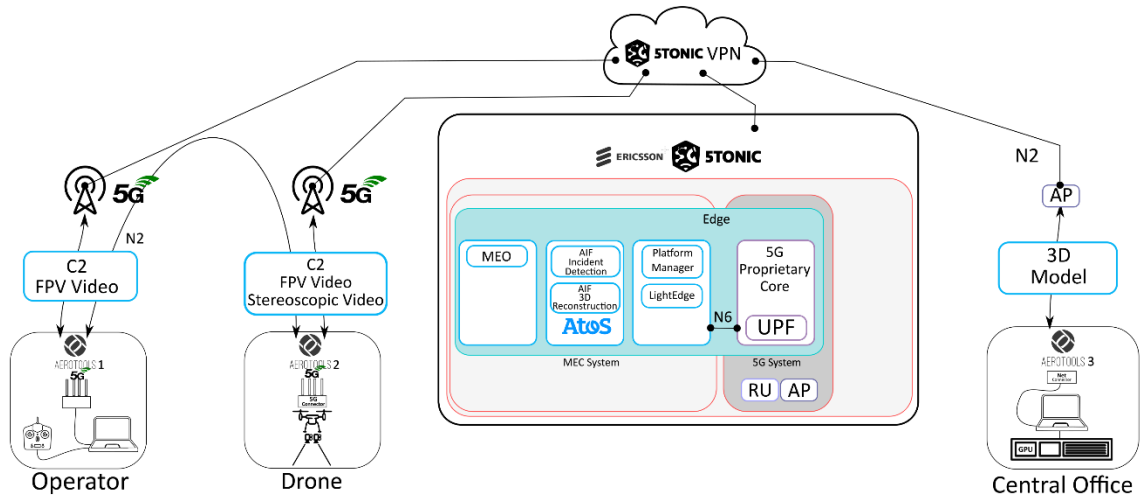 5TONIC VPN
ERICSSON
5TONIC
5G
5G
N2
N2
AP
C2
FPV Video
C2
FPV Video
Stereoscopic Video
Edge
MEO
AIF
Incident
Detection
AIF
3D
Reconstruction
Atos
Platform
Manager
LightEdge
5G
Proprietary
Core
N6
UPF
MEC System
5G System
RU
AP
3D
Model
AEROTOOLS 1
5G
AEROTOOLS 2
5G
5G
Connector
AEROTOOLS 3
Net
Connector
GPU
Operator
Drone
Central Office